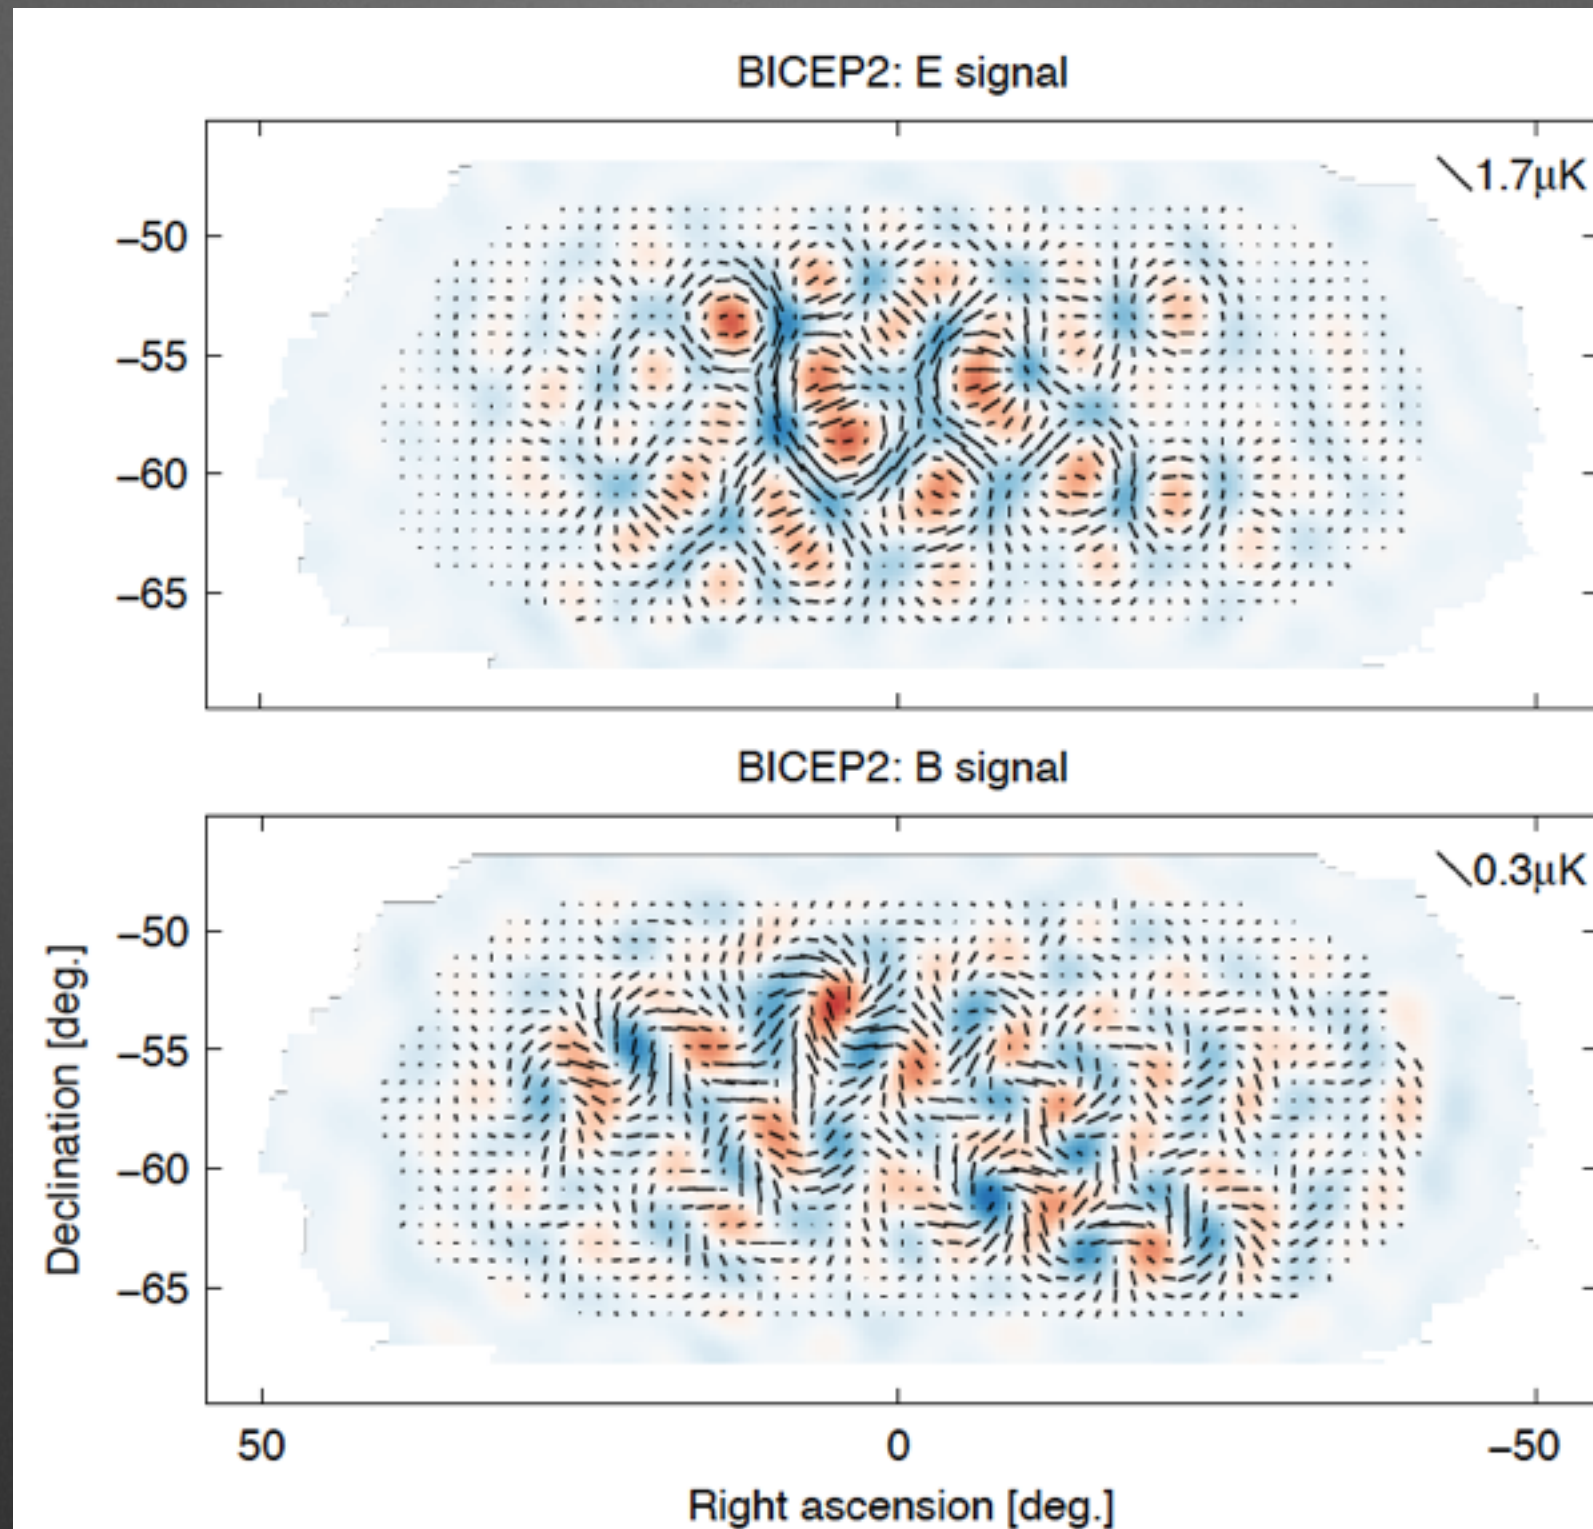 BICEP2: E signal
1.7μK
−50
−55
−60
−65
BICEP2: B signal
0.3μK
−50
−55
−60
−65
Declination [deg.]
50
0
−50
Right ascension [deg.]